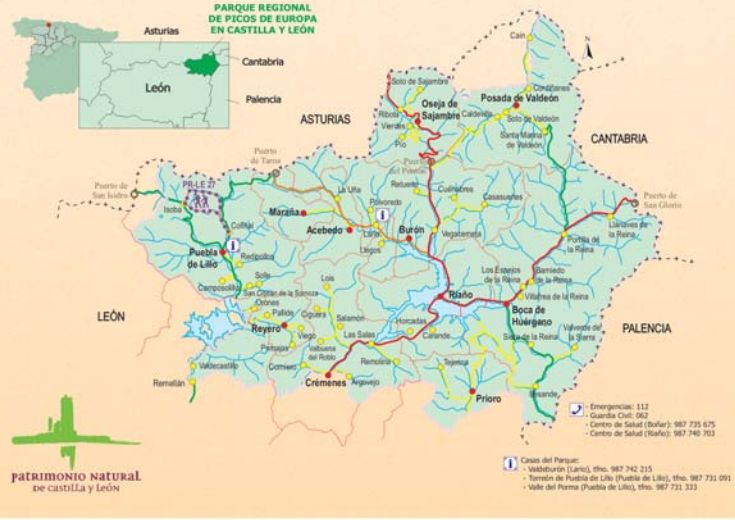 PARQUE REGIONAL
DE PICOS DE EUROPA
EN CASTILLA Y LEÓN
Asturias
Cantabria
León
Palencia
N
Caín
Cordiñanes
Soto de Sajambre
Posada de Valdeón
Ribota
Oseja de
Sajambre
Caldevilla
Soto de Valdeón
Vierdes
Santa Marina
de Valdeón
Pío
ASTURIAS
CANTABRIA
Puerto
de Tarna
Puerto
del Pontón
Puerto de
San Isidro
PR-LE 27
Isoba
La Uña
Retuerto
Cuénabres
Casasuertes
Puerto de
San Glorio
Polvoredo
Maraña
Acebedo
Lario
Burón
Vegacerneja
Llánaves de
la Reina
Cofiñal
Liegos
Portilla de
la Reina
Puebla
de Lillo
Redipollos
Camposolillo
Solle
Lois
Los Espejos
de la Reina
Barniedo
de la Reina
San Cibrián de la Somoza
Riaño
Villafrea de la Reina
Orones
Ciguera
Boca de
Huérgano
LEÓN
Pallide
Salamón
Horcadas
Carande
PALENCIA
Reyero
Viego
Las Salas
Siero de la Reina
Valverde de
la Sierra
Primajas
Valbuena
del Roblo
Remolina
Valdecastillo
Corniero
Tejerina
Remellán
Crémenes
Argovejo
Prioro
Besande
- Emergencias: 112
- Guardia Civil: 062
- Centro de Salud (Boñar): 987 735 675
- Centro de Salud (Riaño): 987 740 703
i Casas del Parque:
- Valdeburón (Lario), tfno. 987 742 215
- Torreón de Puebla de Lillo (Puebla de Lillo), tfno. 987 731 091
- Valle del Porma (Puebla de Lillo), tfno. 987 731 333
PATRIMONIO NATURAL
DE CASTILLA Y LEÓN